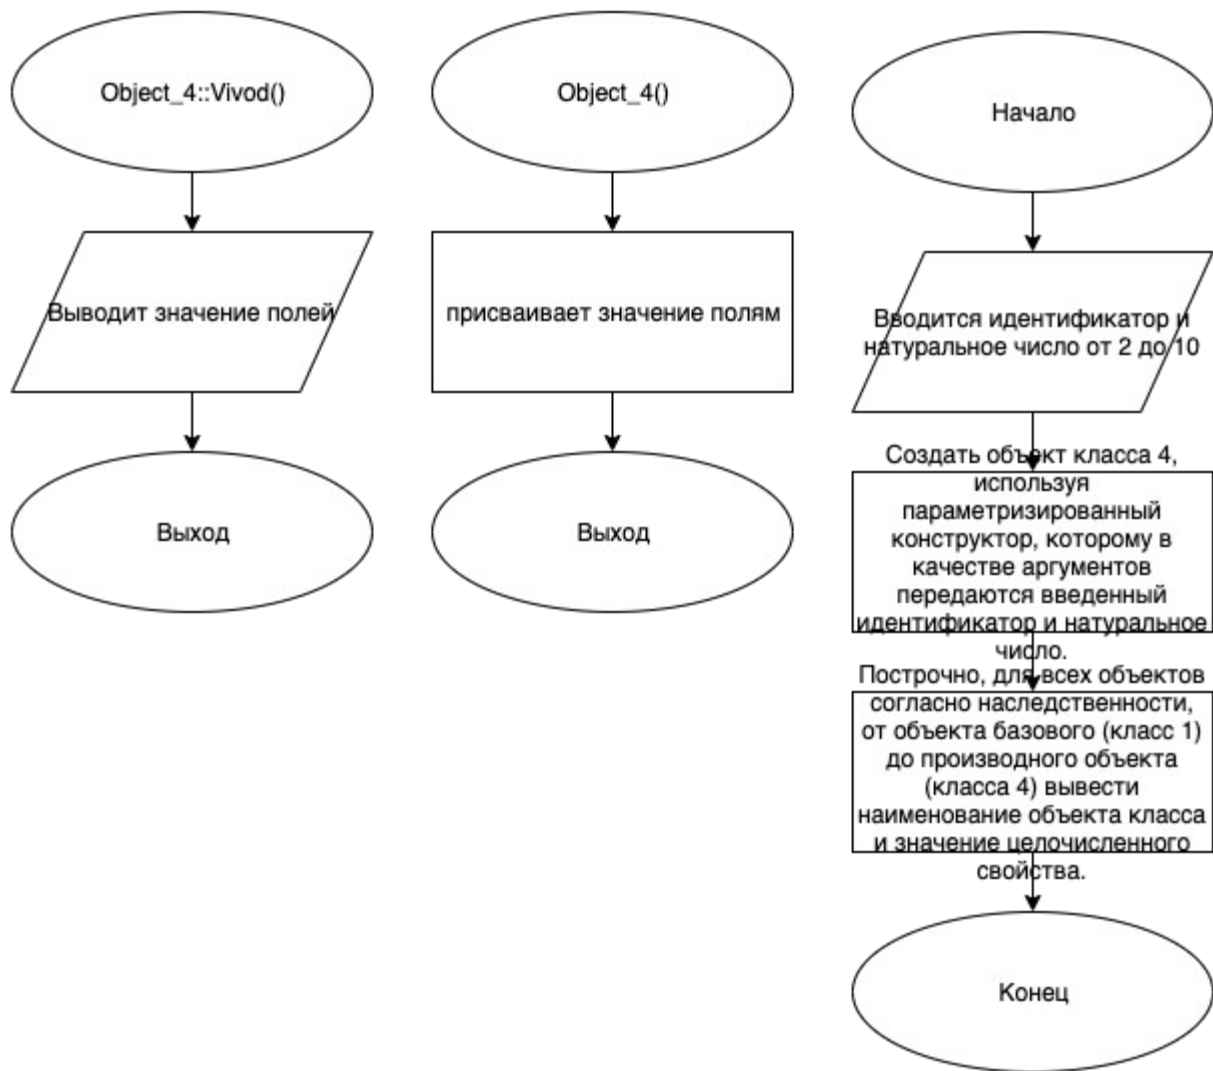 Object_4::Vivod()
Выводит значение полей
Выход
Object_4()
присваивает значение полям
Выход
Начало
Вводится идентификатор и
натуральное число от 2 до 10
Создать объект класса 4,
используя
параметризированный
конструктор, которому в
качестве аргументов
передаются введенный
идентификатор и натуральное
число.
Построчно, для всех объектов
согласно наследственности,
от объекта базового (класс 1)
до производного объекта
(класса 4) вывести
наименование объекта класса
и значение целочисленного
свойства.
Конец